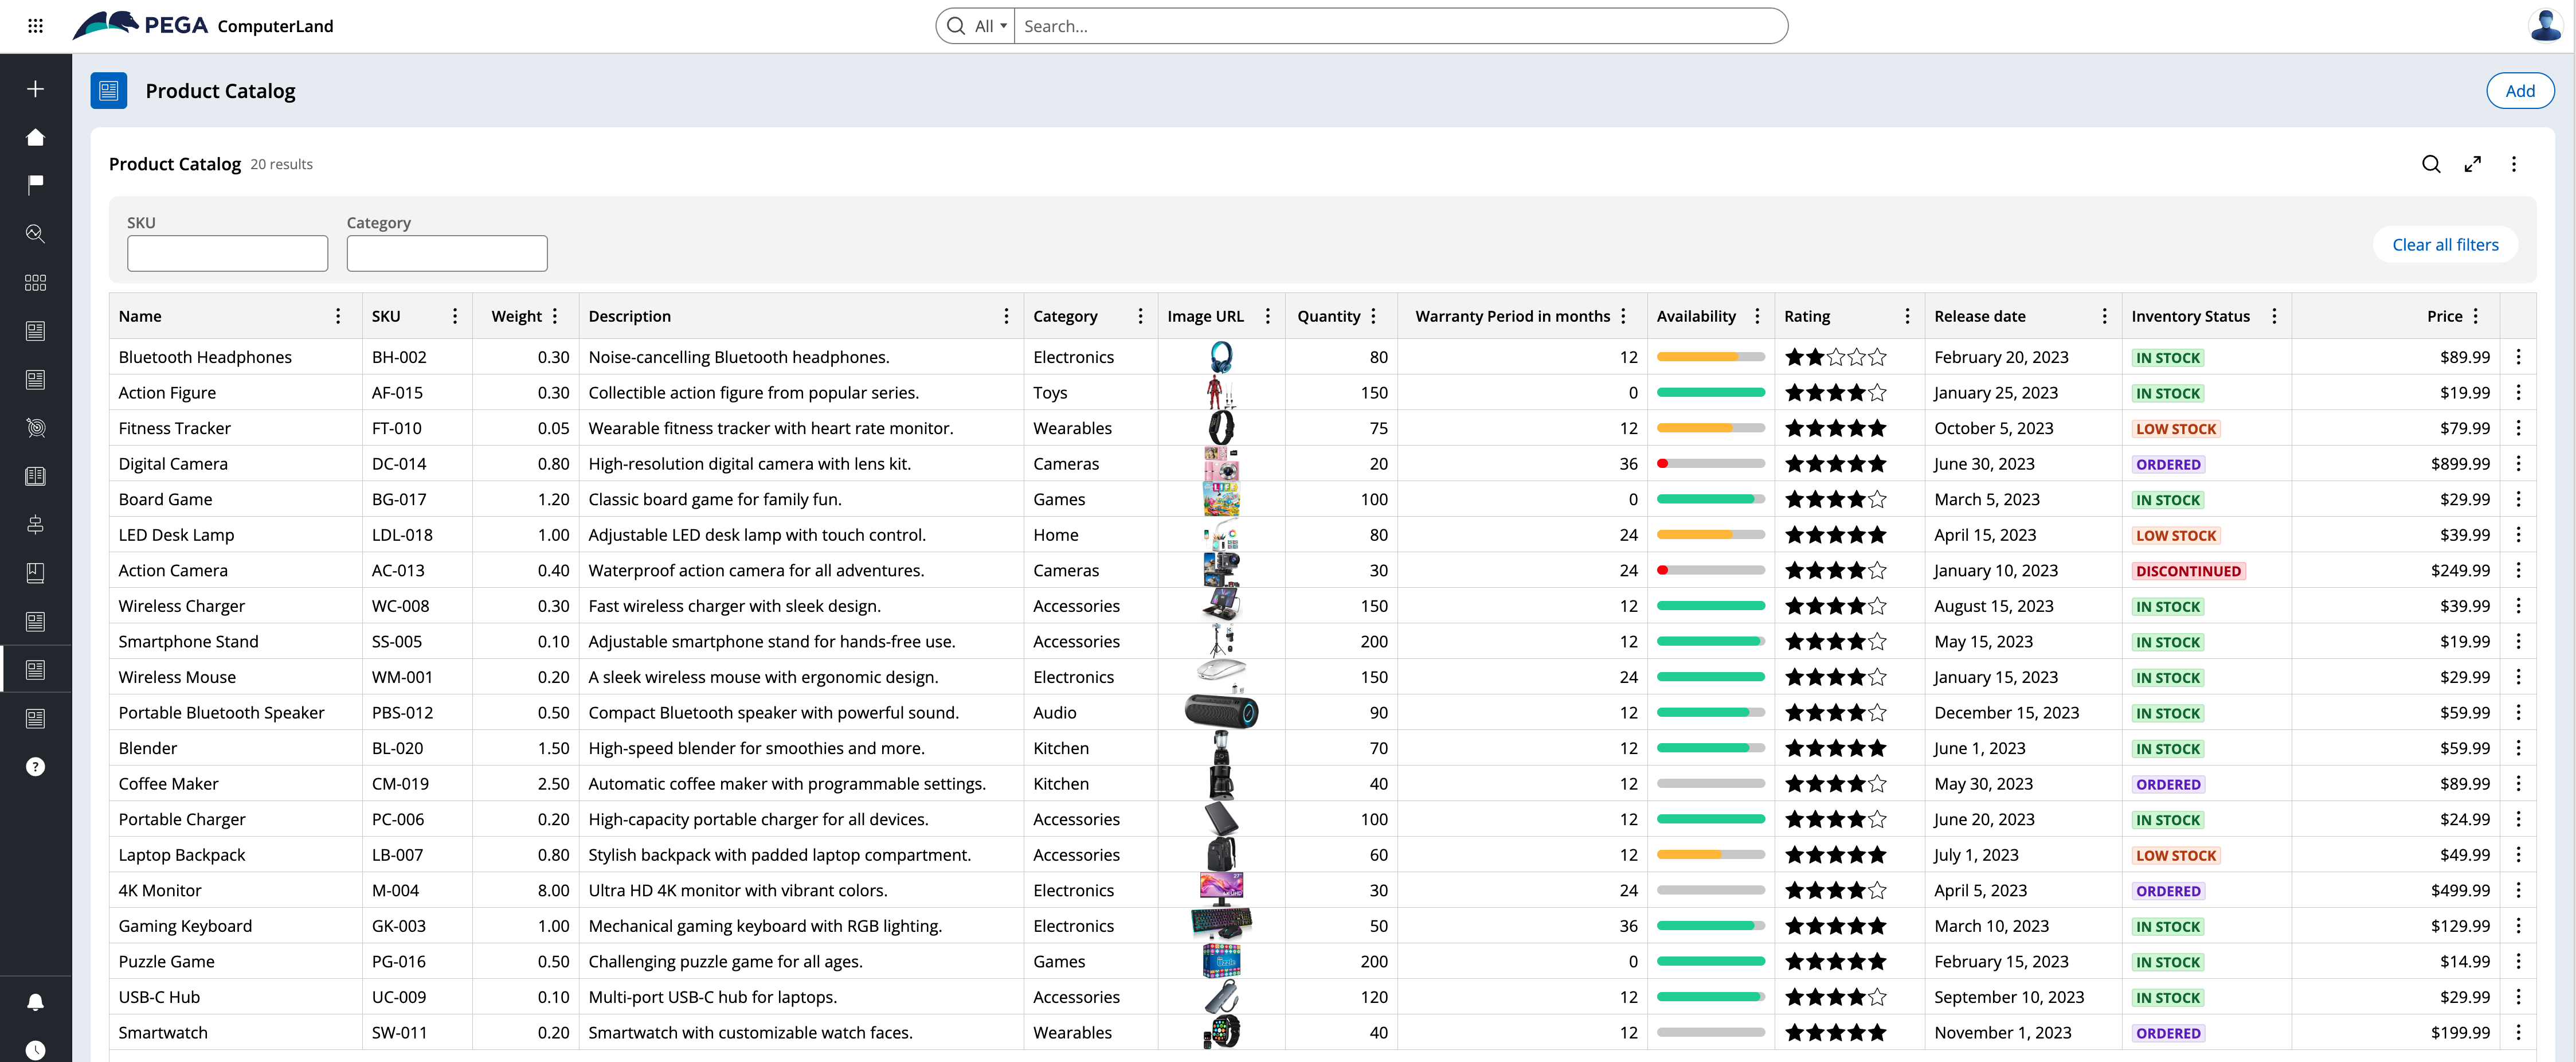 PEGA ComputerLand All Search...
Product Catalog Add
Product Catalog 20 results
SKU Category
Clear all filters
Name SKU Weight Description Category Image URL Quantity Warranty Period in months Availability Rating Release date Inventory Status Price
Bluetooth Headphones BH-002 0.30 Noise-cancelling Bluetooth headphones. Electronics 80 12 February 20, 2023 IN STOCK $89.99
Action Figure AF-015 0.30 Collectible action figure from popular series. Toys 150 0 January 25, 2023 IN STOCK $19.99
Fitness Tracker FT-010 0.05 Wearable fitness tracker with heart rate monitor. Wearables 75 12 October 5, 2023 LOW STOCK $79.99
Digital Camera DC-014 0.80 High-resolution digital camera with lens kit. Cameras 20 36 June 30, 2023 ORDERED $899.99
Board Game BG-017 1.20 Classic board game for family fun. Games 100 0 March 5, 2023 IN STOCK $29.99
LED Desk Lamp LDL-018 1.00 Adjustable LED desk lamp with touch control. Home 80 24 April 15, 2023 LOW STOCK $39.99
Action Camera AC-013 0.40 Waterproof action camera for all adventures. Cameras 30 24 January 10, 2023 DISCONTINUED $249.99
Wireless Charger WC-008 0.30 Fast wireless charger with sleek design. Accessories 150 12 August 15, 2023 IN STOCK $39.99
Smartphone Stand SS-005 0.10 Adjustable smartphone stand for hands-free use. Accessories 200 12 May 15, 2023 IN STOCK $19.99
Wireless Mouse WM-001 0.20 A sleek wireless mouse with ergonomic design. Electronics 150 24 January 15, 2023 IN STOCK $29.99
Portable Bluetooth Speaker PBS-012 0.50 Compact Bluetooth speaker with powerful sound. Audio 90 12 December 15, 2023 IN STOCK $59.99
Blender BL-020 1.50 High-speed blender for smoothies and more. Kitchen 70 12 June 1, 2023 IN STOCK $59.99
Coffee Maker CM-019 2.50 Automatic coffee maker with programmable settings. Kitchen 40 12 May 30, 2023 ORDERED $89.99
Portable Charger PC-006 0.20 High-capacity portable charger for all devices. Accessories 100 12 June 20, 2023 IN STOCK $24.99
Laptop Backpack LB-007 0.80 Stylish backpack with padded laptop compartment. Accessories 60 12 July 1, 2023 LOW STOCK $49.99
4K Monitor M-004 8.00 Ultra HD 4K monitor with vibrant colors. Electronics 30 24 April 5, 2023 ORDERED $499.99
Gaming Keyboard GK-003 1.00 Mechanical gaming keyboard with RGB lighting. Electronics 50 36 March 10, 2023 IN STOCK $129.99
Puzzle Game PG-016 0.50 Challenging puzzle game for all ages. Games 200 0 February 15, 2023 IN STOCK $14.99
USB-C Hub UC-009 0.10 Multi-port USB-C hub for laptops. Accessories 120 12 September 10, 2023 IN STOCK $29.99
Smartwatch SW-011 0.20 Smartwatch with customizable watch faces. Wearables 40 12 November 1, 2023 ORDERED $199.99